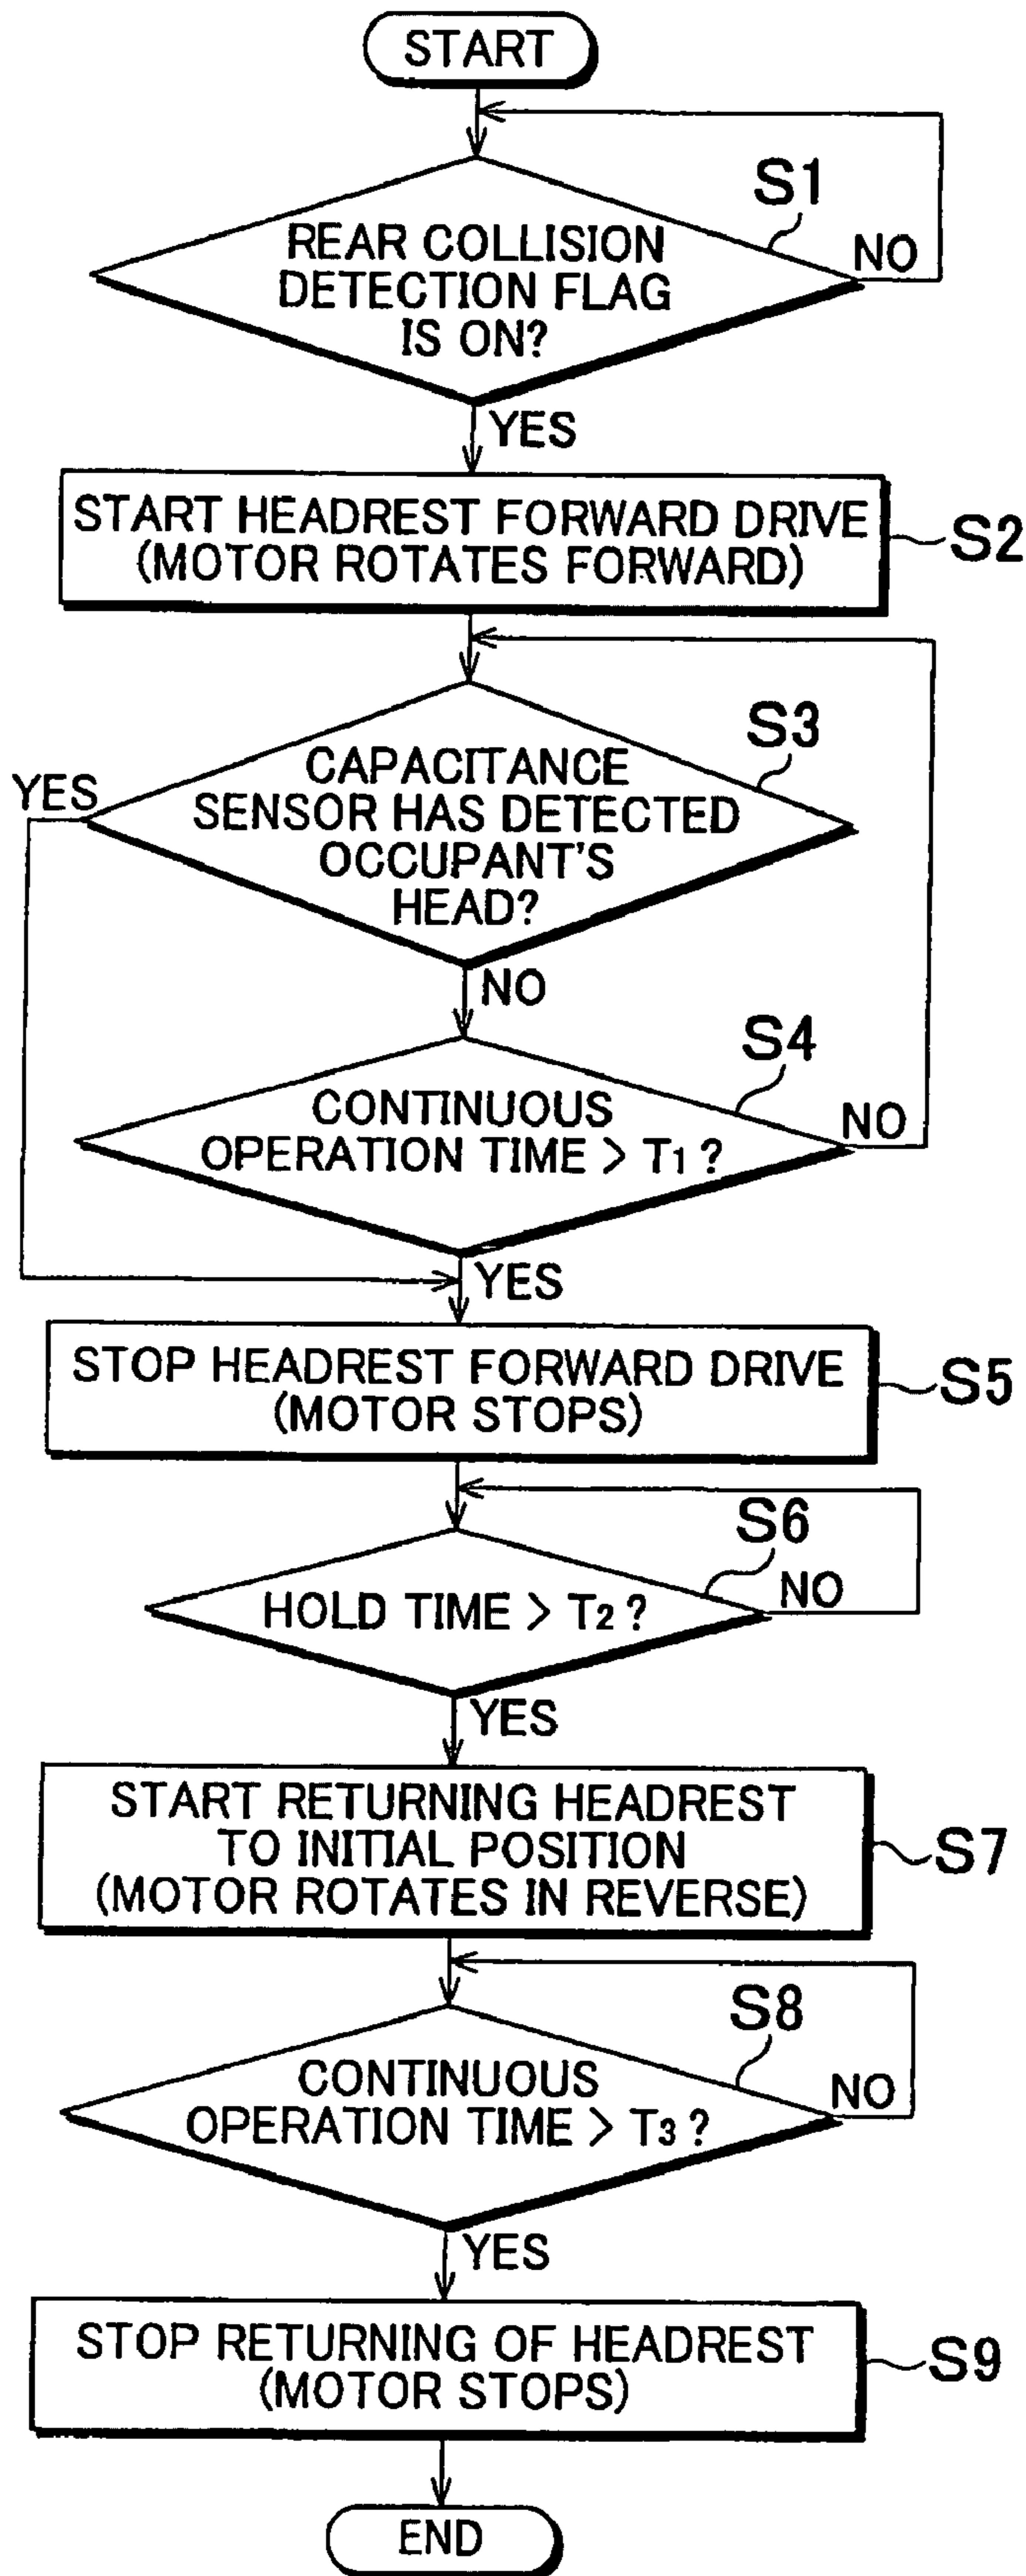 START
S1
REAR COLLISION
DETECTION FLAG
IS ON?
NO
YES
START HEADREST FORWARD DRIVE
(MOTOR ROTATES FORWARD)
S2
S3
YES
CAPACITANCE
SENSOR HAS DETECTED
OCCUPANT'S
HEAD?
NO
S4
CONTINUOUS
OPERATION TIME > T1 ?
NO
YES
STOP HEADREST FORWARD DRIVE
(MOTOR STOPS)
S5
S6
HOLD TIME > T2 ?
NO
YES
START RETURNING HEADREST
TO INITIAL POSITION
(MOTOR ROTATES IN REVERSE)
S7
S8
CONTINUOUS
OPERATION TIME > T3 ?
NO
YES
STOP RETURNING OF HEADREST
(MOTOR STOPS)
S9
END